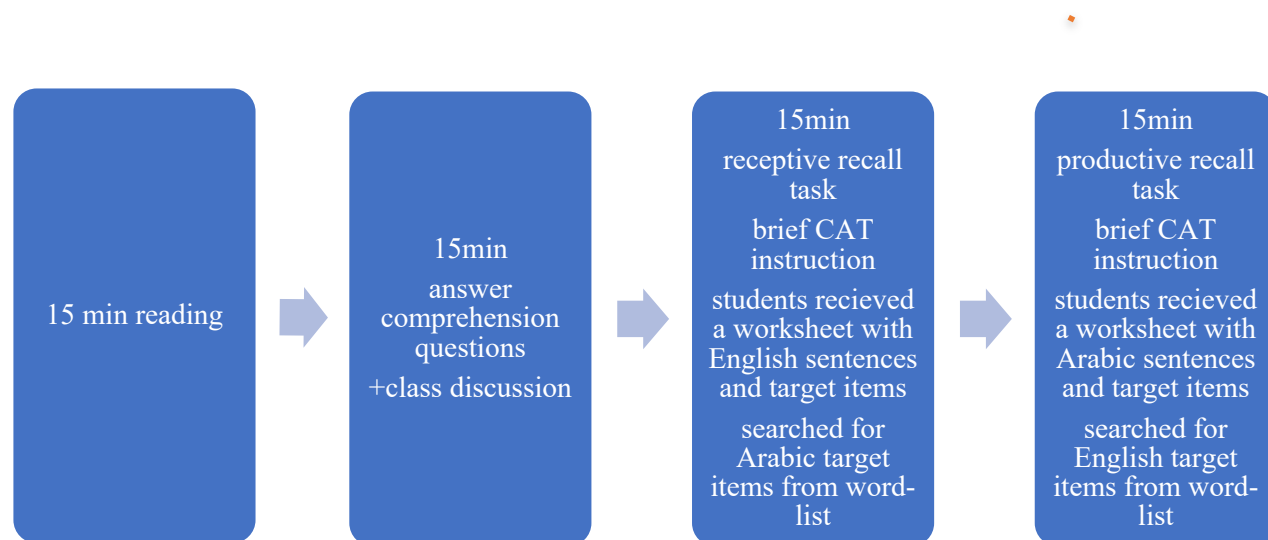 15 min reading
15min
answer
comprehension
questions
+class discussion
15min
receptive recall
task
brief CAT
instruction
students recieved
a worksheet with
English sentences
and target items
searched for
Arabic target
items from word-
list
15min
productive recall
task
brief CAT
instruction
students recieved
a worksheet with
Arabic sentences
and target items
searched for
English target
items from word-
list